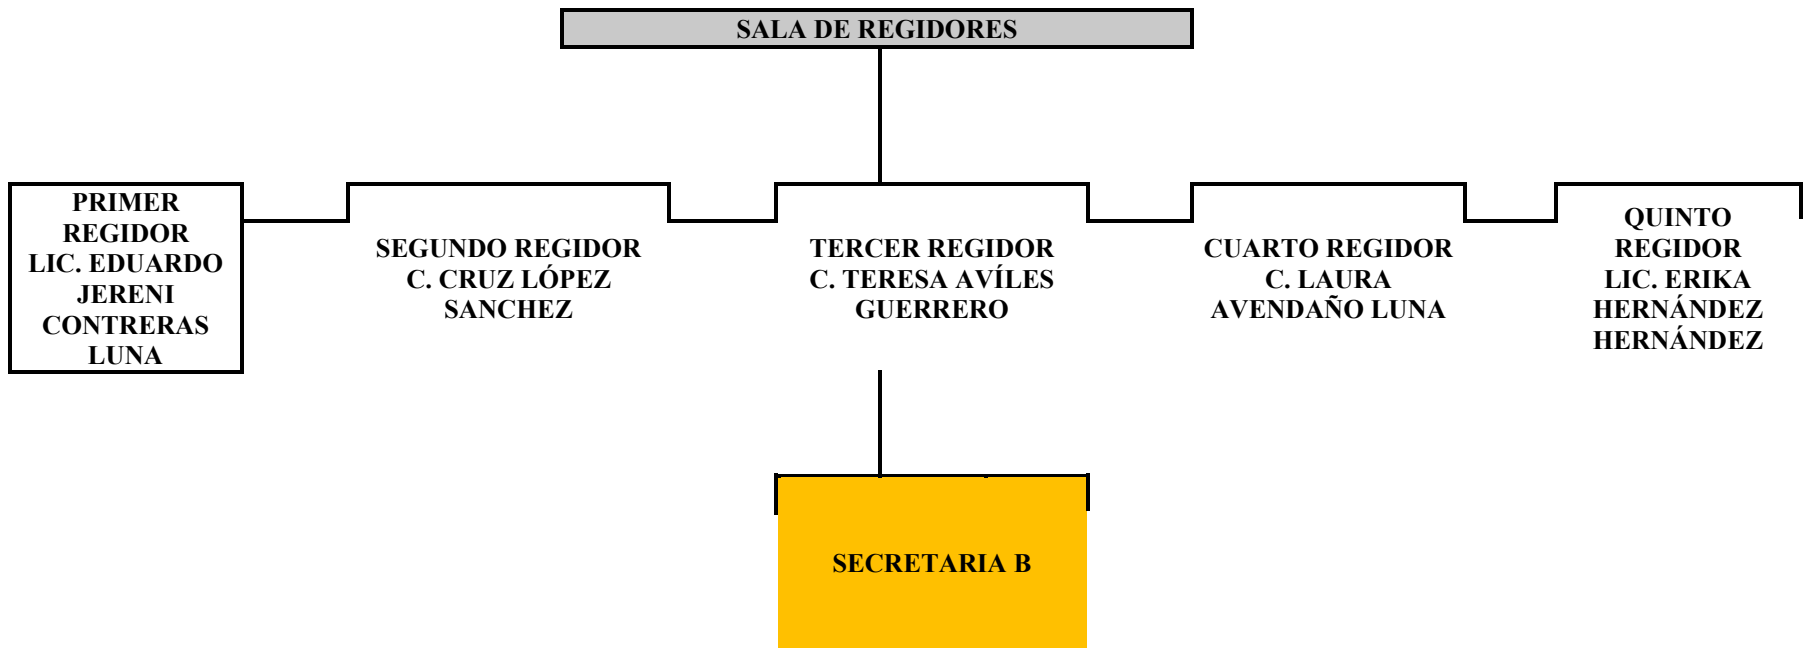 SALA DE REGIDORES
PRIMER
REGIDOR
LIC. EDUARDO
JERENI
CONTRERAS
LUNA
SEGUNDO REGIDOR
C. CRUZ LÓPEZ
SANCHEZ
TERCER REGIDOR
C. TERESA AVÍLES
GUERRERO
CUARTO REGIDOR
C. LAURA
AVENDAÑO LUNA
QUINTO
REGIDOR
LIC. ERIKA
HERNÁNDEZ
HERNÁNDEZ
SECRETARIA B